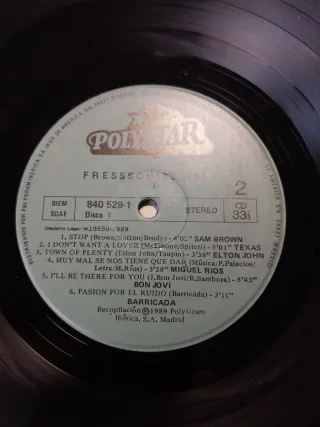 POLYGRAM
BIEM
SGAE
840 529-1
Disco 1
STEREO
2
33⅓
Depósito Legal: M.19550-1989
1. STOP (Brown/Sutton/Brody) - 4'01" SAM BROWN
2. I DON'T WANT A LOVER (McElhone/Spiteri) - 5'01" TEXAS
3. TOWN OF PLENTY (Elton John/Taupin) - 3'36" ELTON JOHN
4. MUY MAL SE NOS TIENE QUE DAR (Música: P.Palacios/
Letra: M.Ríos) - 3'28" MIGUEL RIOS
5. I'LL BE THERE FOR YOU (J.Bon Jovi/R.Sambora) - 5'43"
BON JOVI
6. PASION POR EL RUIDO (Barricada) - 3'11"
BARRICADA
Recopilación Ⓟ 1989 PolyGram
Ibérica, S.A. Madrid